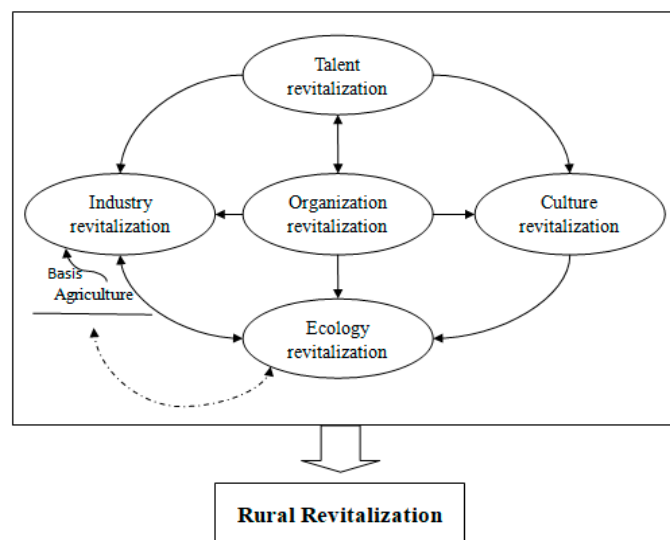 Talent
revitalization
Industry
revitalization
Organization
revitalization
Culture
revitalization
Basis
Agriculture
Ecology
revitalization
Rural Revitalization